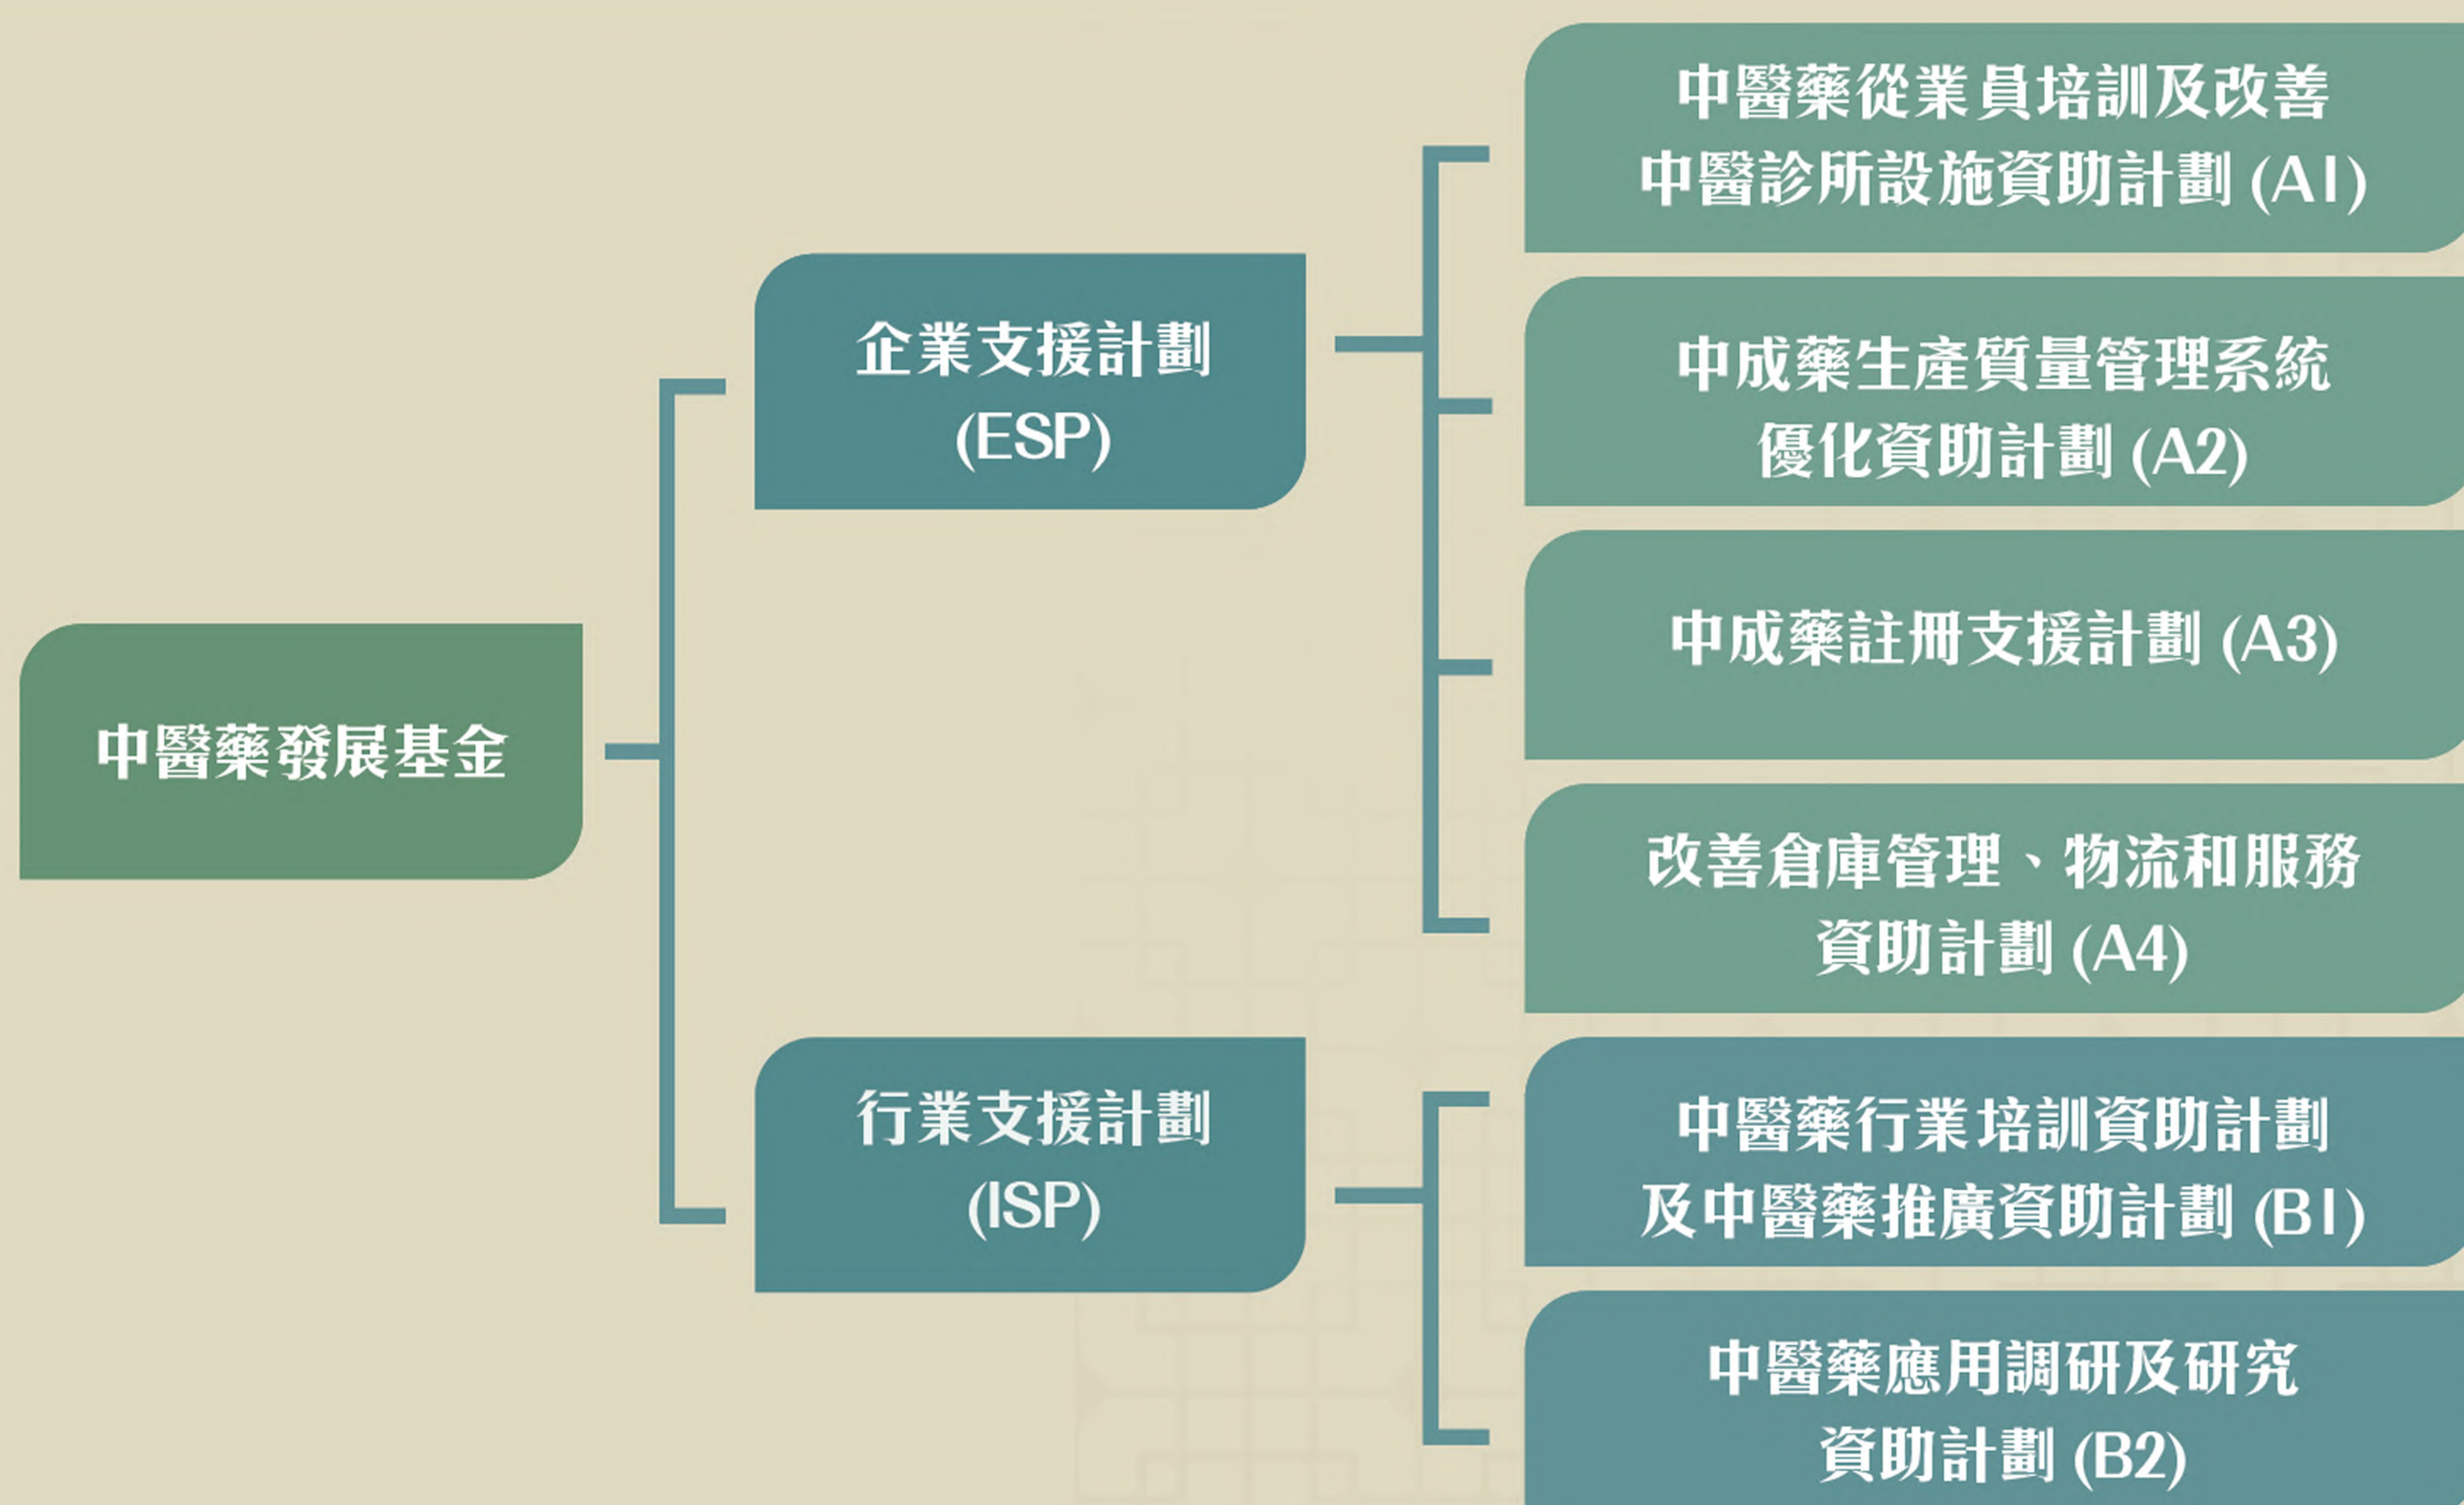 中醫藥發展基金
企業支援計劃
(ESP)
中醫藥從業員培訓及改善
中醫診所設施資助計劃 (A1)
中成藥生產質量管理系統
優化資助計劃 (A2)
中成藥註冊支援計劃 (A3)
改善倉庫管理、物流和服務
資助計劃 (A4)
行業支援計劃
(ISP)
中醫藥行業培訓資助計劃
及中醫藥推廣資助計劃 (B1)
中醫藥應用調研及研究
資助計劃 (B2)